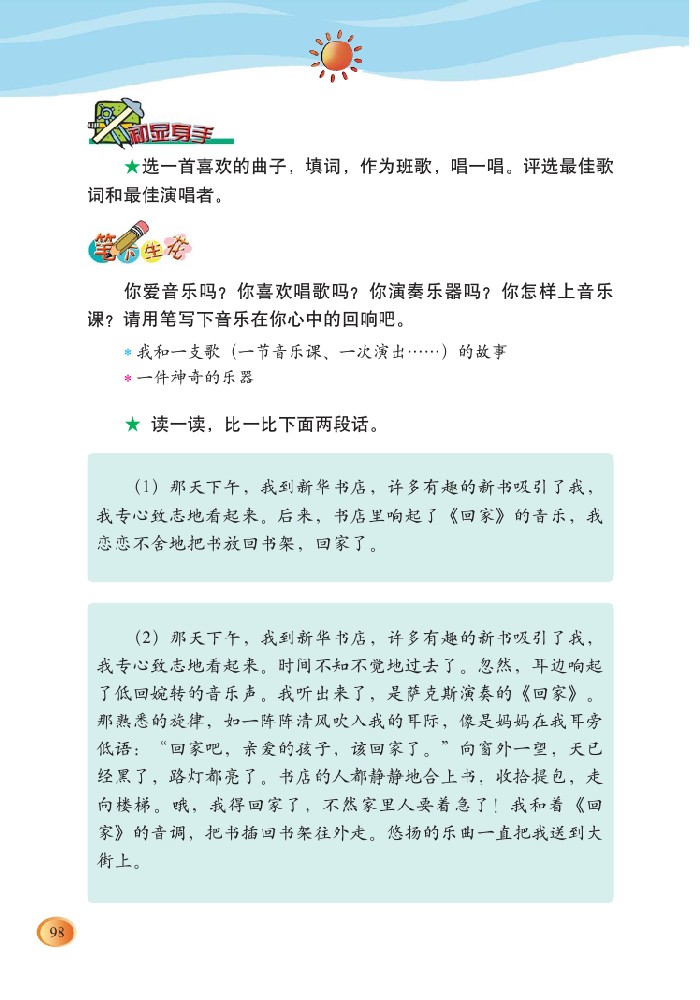 初显身手
★选一首喜欢的曲子，填词，作为班歌，唱一唱。评选最佳歌
词和最佳演唱者。
笔下生花
你爱音乐吗？你喜欢唱歌吗？你演奏乐器吗？你怎样上音乐
课？请用笔写下音乐在你心中的回响吧。
*我和一支歌（一节音乐课、一次演出……）的故事
*一件神奇的乐器
★ 读一读，比一比下面两段话。
（1）那天下午，我到新华书店，许多有趣的新书吸引了我，
我专心致志地看起来。后来，书店里响起了《回家》的音乐，我
恋恋不舍地把书放回书架，回家了。
（2）那天下午，我到新华书店，许多有趣的新书吸引了我，
我专心致志地看起来。时间不知不觉地过去了。忽然，耳边响起
了低回婉转的音乐声。我听出来了，是萨克斯演奏的《回家》。
那熟悉的旋律，如一阵阵清风吹入我的耳际，像是妈妈在我耳旁
低语：“回家吧，亲爱的孩子，该回家了。”向窗外一望，天已
经黑了，路灯都亮了。书店的人都静静地合上书，收拾提包，走
向楼梯。哦，我得回家了，不然家里人要着急了！我和着《回
家》的音调，把书插回书架往外走。悠扬的乐曲一直把我送到大
街上。
98